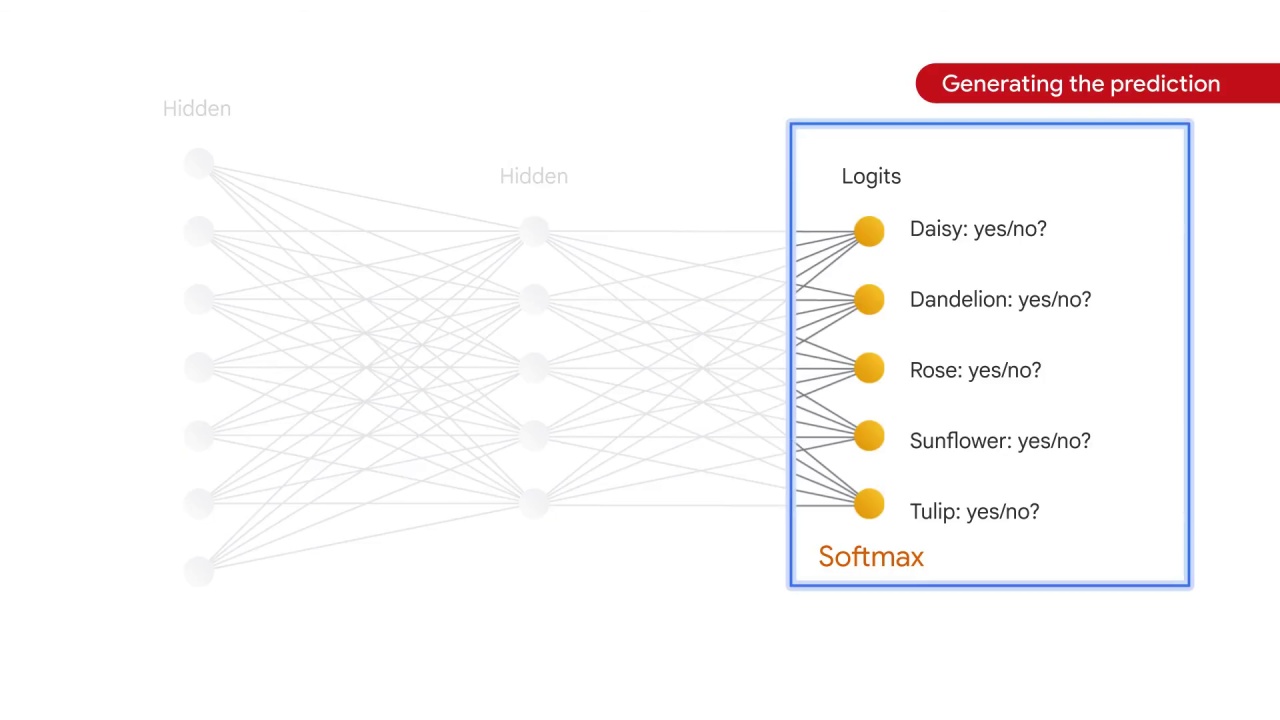 Generating the prediction
Hidden
Hidden
Logits
Daisy: yes/no?
Dandelion: yes/no?
Rose: yes/no?
Sunflower: yes/no?
Tulip: yes/no?
Softmax